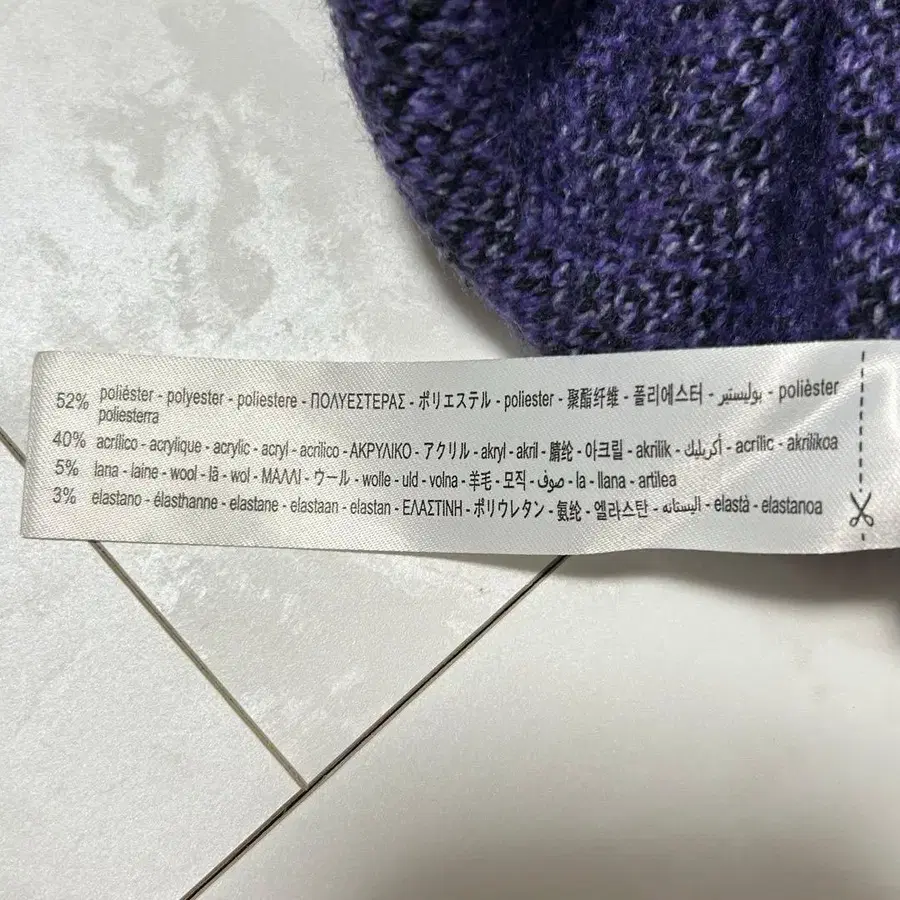 52% poliéster - polyester - poliestere - ΠΟΛΥΕΣΤΕΡΑΣ - ポリエステル - poliester - 聚酯纤维 - 폴리에스터 - بوليستير - polièster
poliesterra
40% acrílico - acrylique - acrylic - acryl - acrilico - ΑΚΡΥΛΙΚΟ - アクリル - akryl - akril - 腈纶 - 아크릴 - akrilik - أكريليك - acrílic - akrilikoa
5% lana - laine - wool - lã - wol - ΜΑΛΛΙ - ウール - wolle - uld - volna - 羊毛 - 모직 - صوف - la - llana - artilea
3% elastano - élasthanne - elastane - elastaan - elastan - ΕΛΑΣΤΙΝΗ - ポリウレタン - 氨纶 - 엘라스탄 - اليستانه - elastà - elastanoa